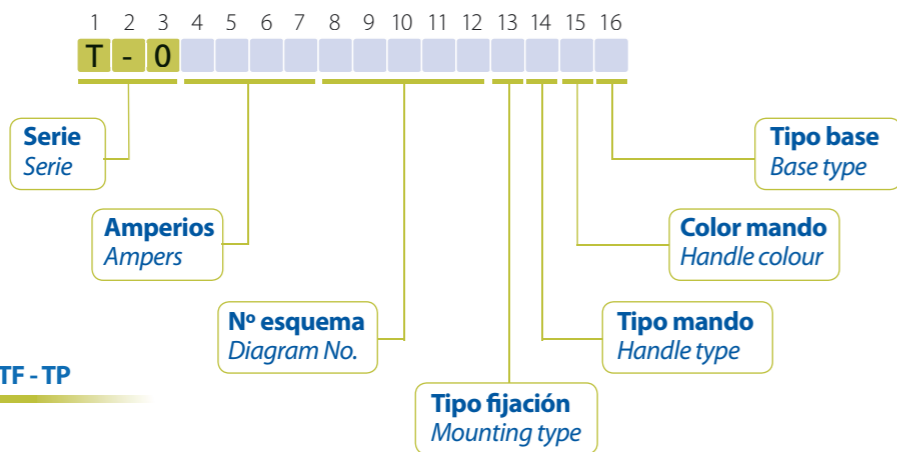 1 2 3 4 5 6 7 8 9 10 11 12 13 14 15 16
T - 0
Serie
Serie
Tipo base
Base type
Amperios
Ampers
Color mando
Handle colour
Nº esquema
Diagram No.
Tipo mando
Handle type
TF - TP
Tipo fijación
Mounting type